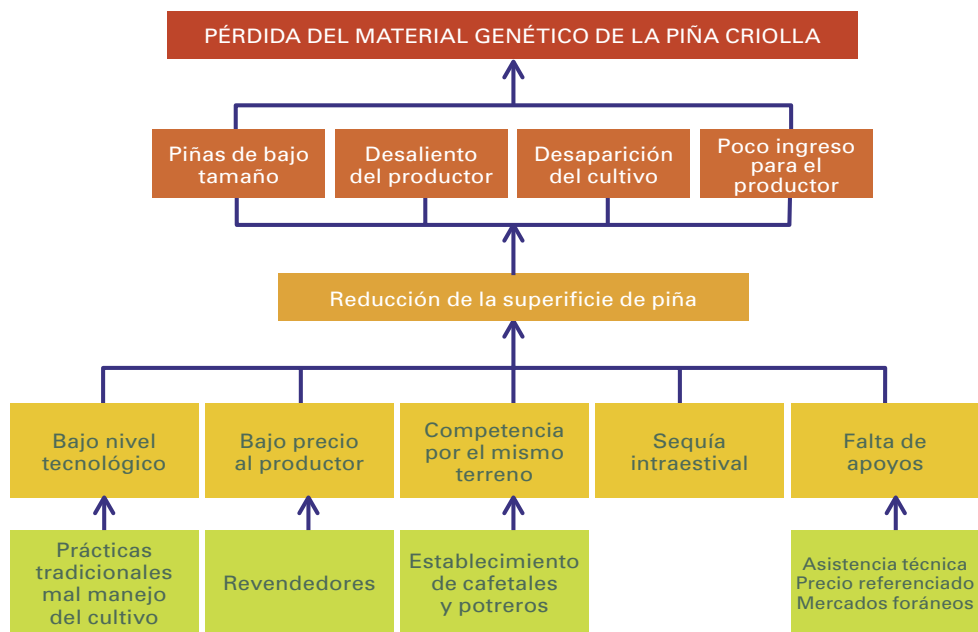 PÉRDIDA DEL MATERIAL GENÉTICO DE LA PIÑA CRIOLLA
Piñas de bajo
tamaño
Desaliento
del productor
Desaparición
del cultivo
Poco ingreso
para el
productor
Reducción de la superificie de piña
Bajo nivel
tecnológico
Bajo precio
al productor
Competencia
por el mismo
terreno
Sequía
intraestival
Falta de
apoyos
Prácticas
tradicionales
mal manejo
del cultivo
Revendedores
Establecimiento
de cafetales
y potreros
Asistencia técnica
Precio referenciado
Mercados foráneos